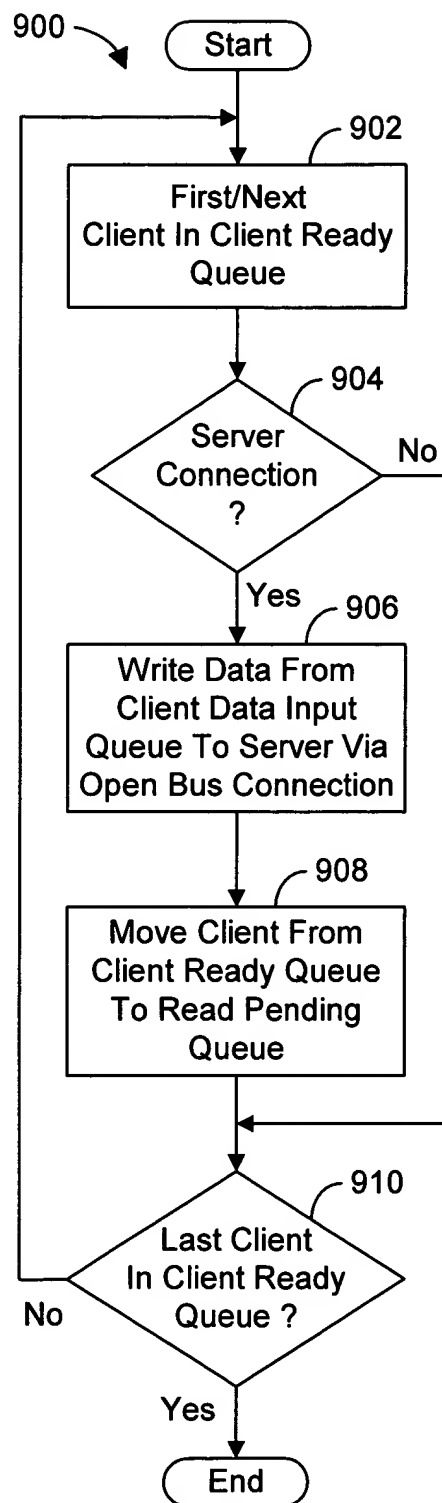 900
Start
902
First/Next
Client In Client Ready
Queue
904
Server
Connection
?
No
Yes
906
Write Data From
Client Data Input
Queue To Server Via
Open Bus Connection
908
Move Client From
Client Ready Queue
To Read Pending
Queue
910
Last Client
In Client Ready
Queue ?
No
Yes
End